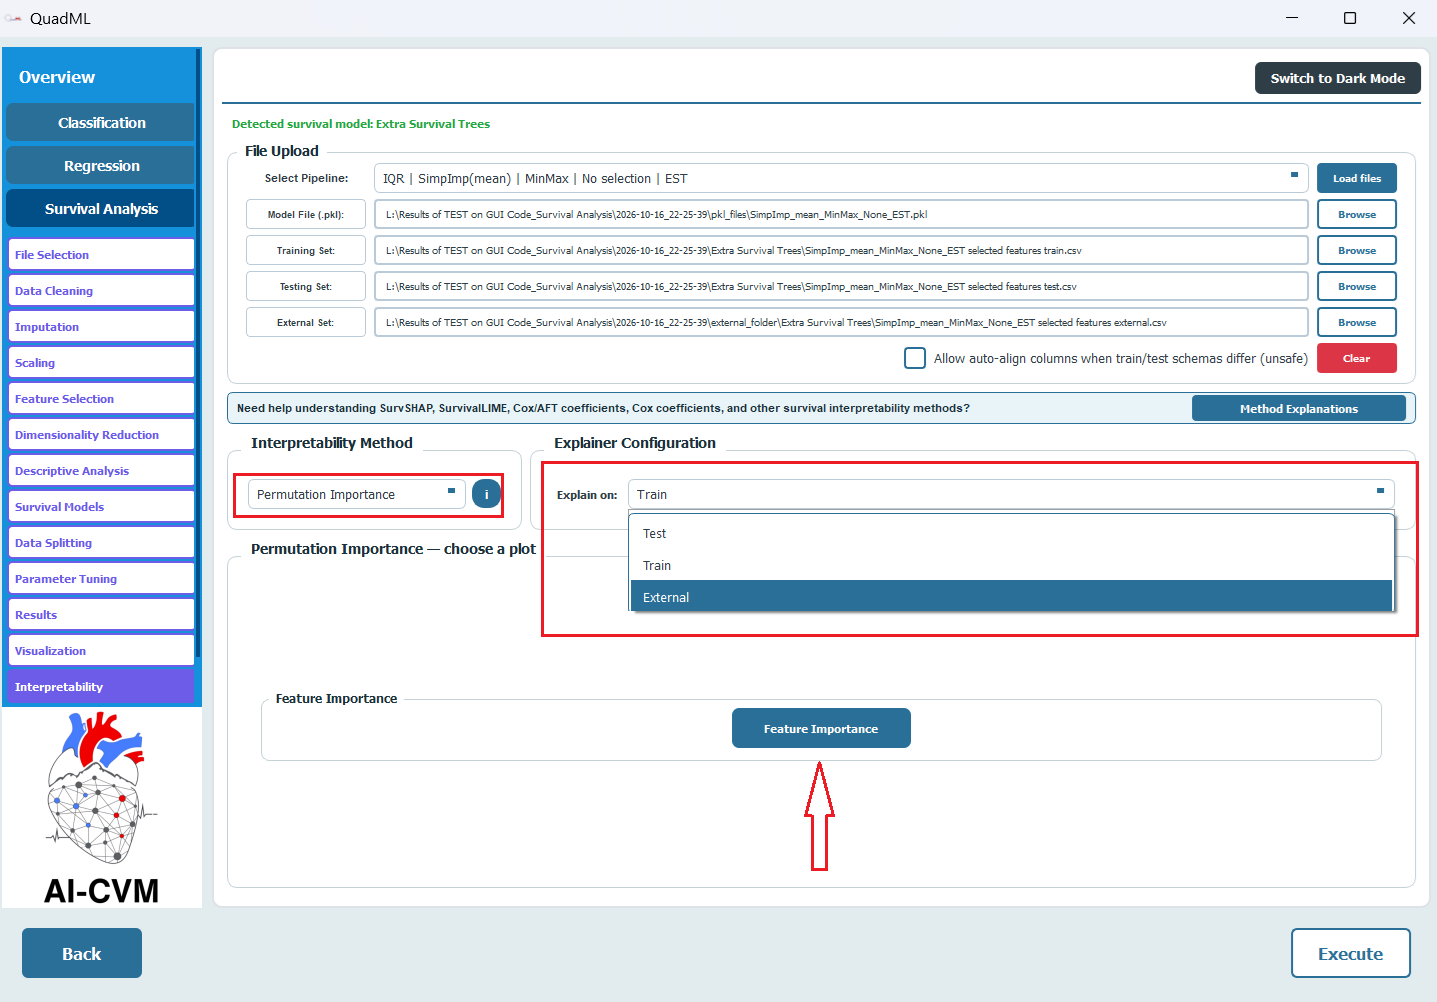 QuadML
Overview
Classification
Regression
Survival Analysis
File Selection
Data Cleaning
Imputation
Scaling
Feature Selection
Dimensionality Reduction
Descriptive Analysis
Survival Models
Data Splitting
Parameter Tuning
Results
Visualization
Interpretability
AI-CVM
Switch to Dark Mode
Detected survival model: Extra Survival Trees
File Upload
Select Pipeline: IQR | SimpImp(mean) | MinMax | No selection | EST Load files
Model File (.pkl): L:\Results of TEST on GUI Code_Survival Analysis\2026-10-16_22-25-39\pkl_files\SimpImp_mean_MinMax_None_EST.pkl Browse
Training Set: L:\Results of TEST on GUI Code_Survival Analysis\2026-10-16_22-25-39\Extra Survival Trees\SimpImp_mean_MinMax_None_EST selected features train.csv Browse
Testing Set: L:\Results of TEST on GUI Code_Survival Analysis\2026-10-16_22-25-39\Extra Survival Trees\SimpImp_mean_MinMax_None_EST selected features test.csv Browse
External Set: L:\Results of TEST on GUI Code_Survival Analysis\2026-10-16_22-25-39\external_folder\Extra Survival Trees\SimpImp_mean_MinMax_None_EST selected features external.csv Browse
Allow auto-align columns when train/test schemas differ (unsafe) Clear
Need help understanding SurvSHAP, SurvivalLIME, Cox/AFT coefficients, Cox coefficients, and other survival interpretability methods? Method Explanations
Interpretability Method
Permutation Importance i
Explainer Configuration
Explain on: Train
Test
Train
External
Permutation Importance — choose a plot
Feature Importance
Feature Importance
Back
Execute